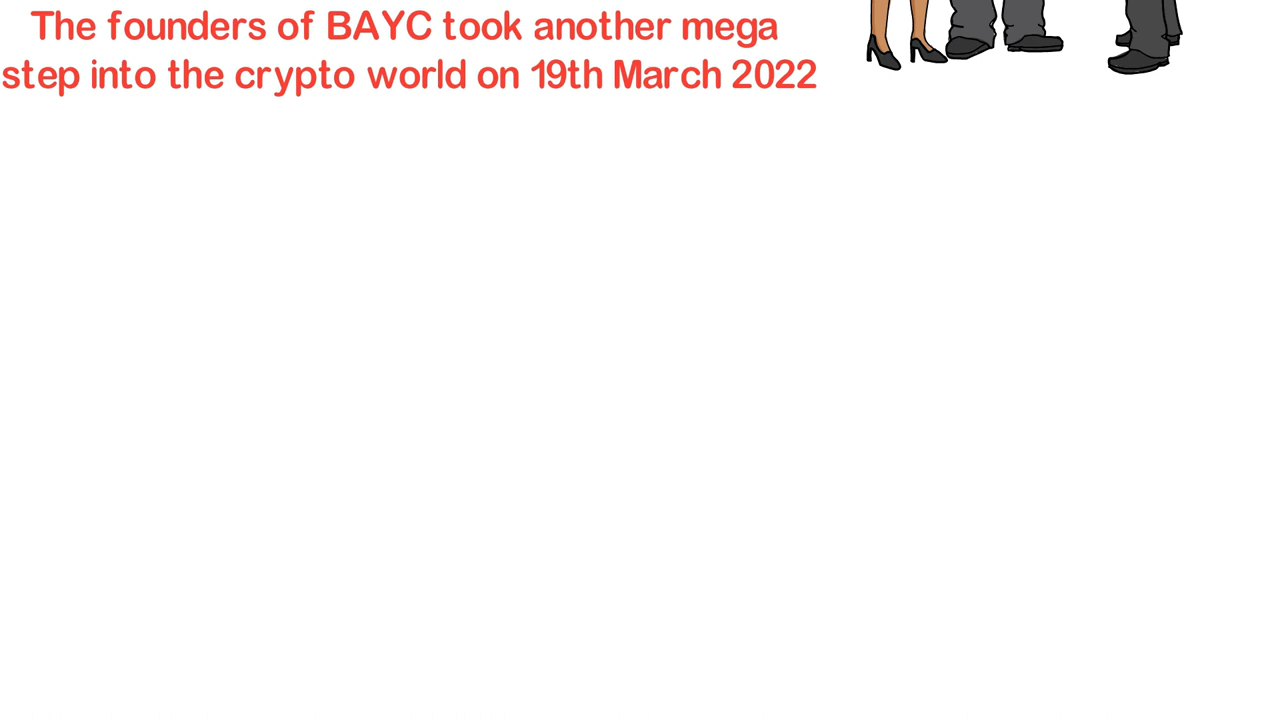 The founders of BAYC took another mega
step into the crypto world on 19th March 2022